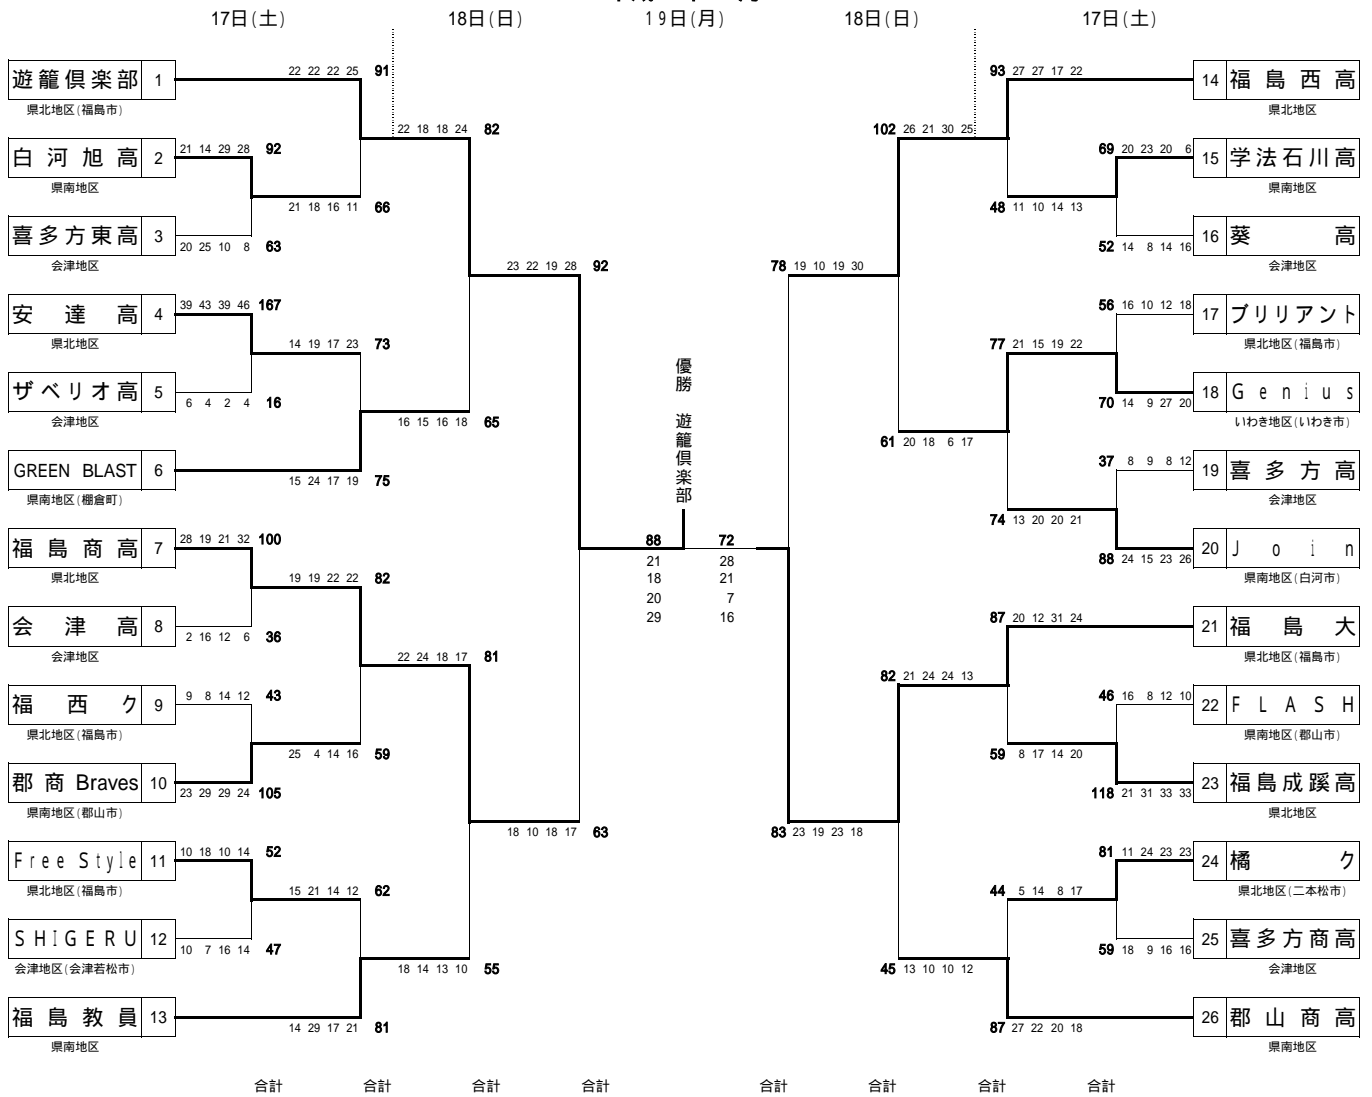 17日(土)
18日(日)
19日(月)
18日(日)
17日(土)
遊籠倶楽部 1
県北地区(福島市)
22 22 22 25 91
白河旭高 2
県南地区
21 14 29 28 92
21 18 16 11 66
喜多方東高 3
会津地区
20 25 10 8 63
22 18 18 24 82
安達高 4
県北地区
39 43 39 46 167
14 19 17 23 73
ザベリオ高 5
会津地区
6 4 2 4 16
16 15 16 18 65
GREEN BLAST 6
県南地区(棚倉町)
15 24 17 19 75
23 22 19 28 92
福島商高 7
県北地区
28 19 21 32 100
19 19 22 22 82
会津高 8
会津地区
2 16 12 6 36
22 24 18 17 81
福西ク 9
県北地区(福島市)
9 8 14 12 43
25 4 14 16 59
郡商 Braves 10
県南地区(郡山市)
23 29 29 24 105
18 10 18 17 63
Free Style 11
県北地区(福島市)
10 18 10 14 52
15 21 14 12 62
SHIGERU 12
会津地区(会津若松市)
10 7 16 14 47
18 14 13 10 55
福島教員 13
県南地区
14 29 17 21 81
優勝 遊籠倶楽部
88 72
21 28
18 21
20 7
29 16
93 27 27 17 22
14 福島西高
県北地区
102 26 21 30 25
69 20 23 20 6
15 学法石川高
県南地区
48 11 10 14 13
52 14 8 14 16
16 葵高
会津地区
78 19 10 19 30
56 16 10 12 18
17 ブリリアント
県北地区(福島市)
77 21 15 19 22
70 14 9 27 20
18 Genius
いわき地区(いわき市)
61 20 18 6 17
37 8 9 8 12
19 喜多方高
会津地区
74 13 20 20 21
88 24 15 23 26
20 Join
県南地区(白河市)
87 20 12 31 24
21 福島大
県北地区(福島市)
82 21 24 24 13
46 16 8 12 10
22 FLASH
県南地区(郡山市)
59 8 17 14 20
118 21 31 33 33
23 福島成蹊高
県北地区
83 23 19 23 18
81 11 24 23 23
24 橘ク
県北地区(二本松市)
44 5 14 8 17
59 18 9 16 16
25 喜多方商高
会津地区
45 13 10 10 12
87 27 22 20 18
26 郡山商高
県南地区
合計 合計 合計 合計 合計 合計 合計 合計